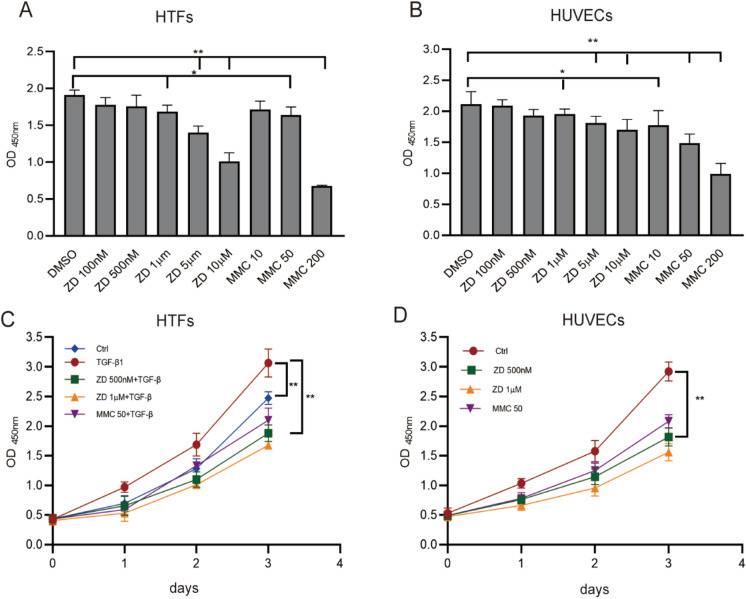 A
HTFs
2.5
2.0
1.5
1.0
0.5
0.0
OD 450nm
**
*
DMSO
ZD 100nM
ZD 500nM
ZD 1μm
ZD 5μm
ZD 10μM
MMC 10
MMC 50
MMC 200
B
HUVECs
3.0
2.5
2.0
1.5
1.0
0.5
0.0
OD 450nm
**
*
DMSO
ZD 100nM
ZD 500nM
ZD 1μM
ZD 5μM
ZD 10μM
MMC 10
MMC 50
MMC 200
C
HTFs
3.5
3.0
2.5
2.0
1.5
1.0
0.5
0.0
OD 450nm
Ctrl
TGF-β1
ZD 500nM+TGF-β
ZD 1μM+TGF-β
MMC 50+TGF-β
**
**
0 1 2 3 4
days
D
HUVECs
3.5
3.0
2.5
2.0
1.5
1.0
0.5
0.0
OD 450nm
Ctrl
ZD 500nM
ZD 1μM
MMC 50
**
0 1 2 3 4
days